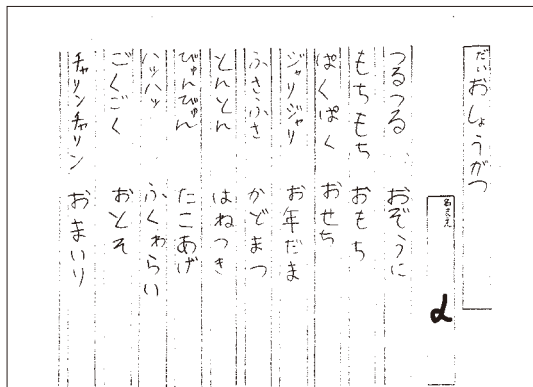 だい おしょうがつ
名まえ d
つるつる おぞうに
もちもち おもち
ぱくぱく おせち
ジャリジャリ お年だま
ふさふさ かどまつ
とんとん はねつき
びゅんびゅん たこあげ
ハッハッ ふくわらい
ごくごく おとそ
チャリンチャリン おまいり